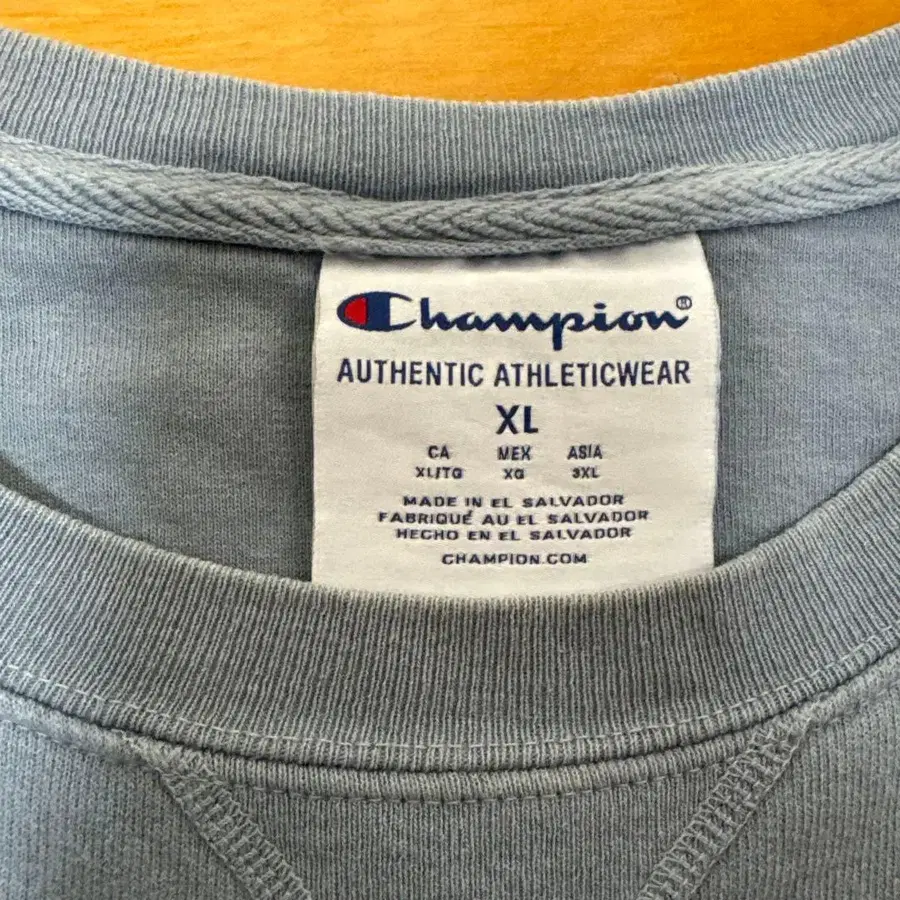 Champion®
AUTHENTIC ATHLETICWEAR
XL
CA MEX ASIA
XL/TG XG 3XL
MADE IN EL SALVADOR
FABRIQUÉ AU EL SALVADOR
HECHO EN EL SALVADOR
CHAMPION.COM